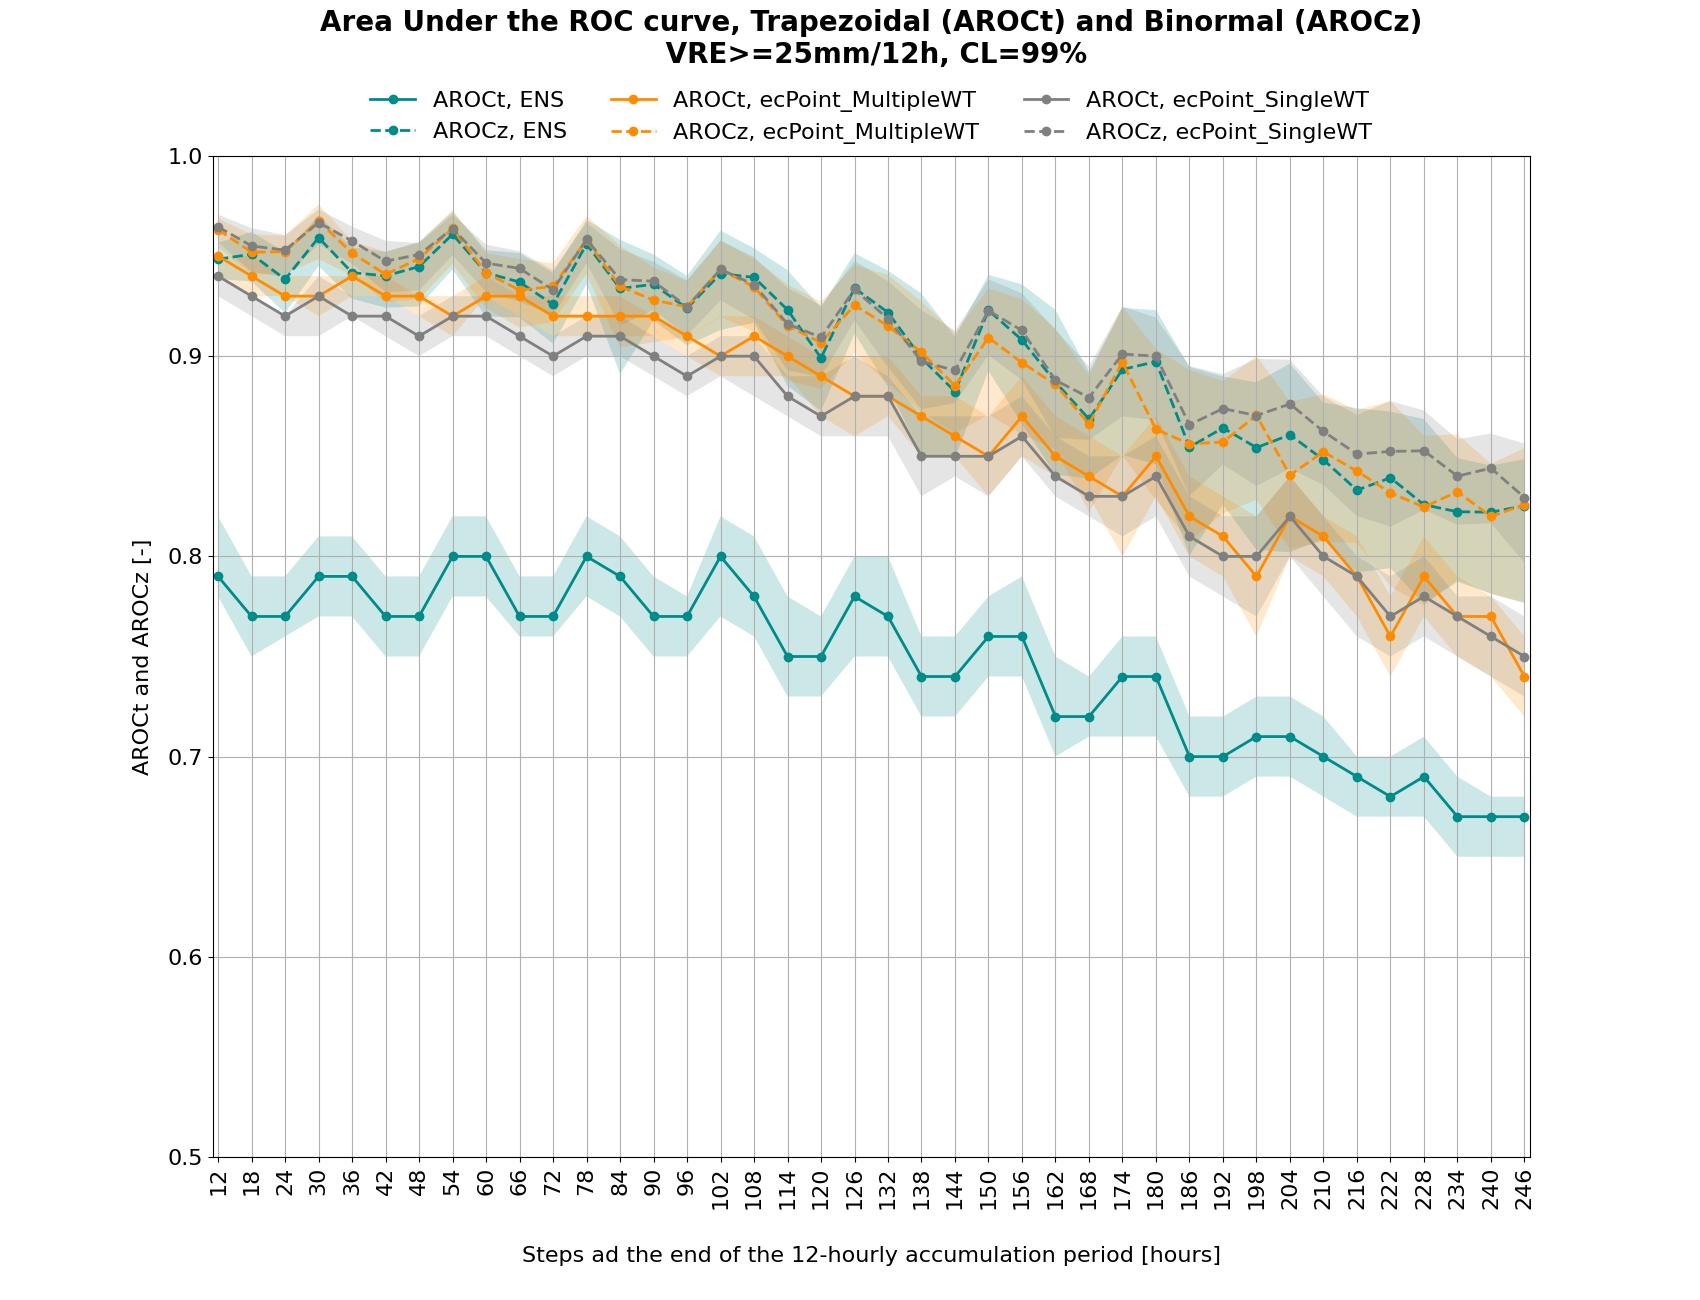 Area Under the ROC curve, Trapezoidal (AROCt) and Binormal (AROCz)
VRE>=25mm/12h, CL=99%
AROCt, ENS
AROCt, ecPoint_MultipleWT
AROCt, ecPoint_SingleWT
AROCz, ENS
AROCz, ecPoint_MultipleWT
AROCz, ecPoint_SingleWT
AROCt and AROCz [-]
1.0
0.9
0.8
0.7
0.6
0.5
12 18 24 30 36 42 48 54 60 66 72 78 84 90 96 102 108 114 120 126 132 138 144 150 156 162 168 174 180 186 192 198 204 210 216 222 228 234 240 246
Steps ad the end of the 12-hourly accumulation period [hours]